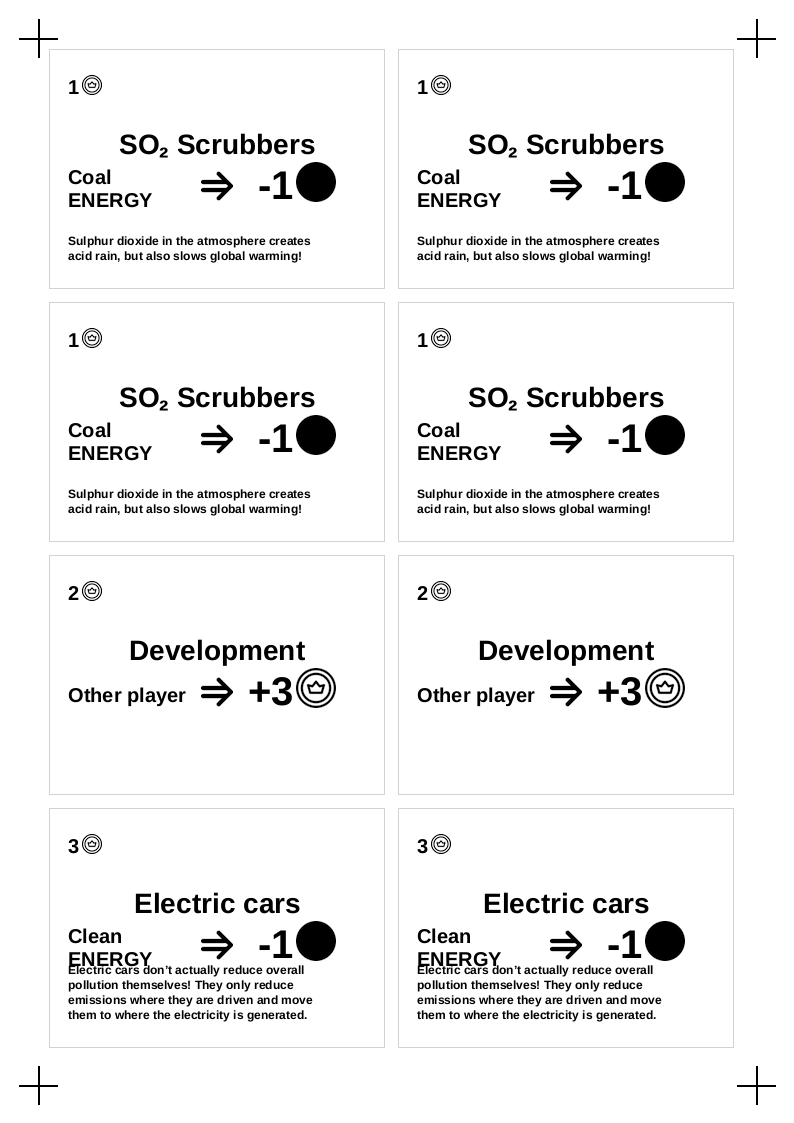 1 1
SO₂ Scrubbers SO₂ Scrubbers
Coal ENERGY -1 Coal ENERGY -1
Sulphur dioxide in the atmosphere creates
acid rain, but also slows global warming!
Sulphur dioxide in the atmosphere creates
acid rain, but also slows global warming!
1 1
SO₂ Scrubbers SO₂ Scrubbers
Coal ENERGY -1 Coal ENERGY -1
Sulphur dioxide in the atmosphere creates
acid rain, but also slows global warming!
Sulphur dioxide in the atmosphere creates
acid rain, but also slows global warming!
2 2
Development Development
Other player ⇒ +3 Other player ⇒ +3
3 3
Electric cars Electric cars
Clean ENERGY -1 Clean ENERGY -1
Electric cars don’t actually reduce overall
pollution themselves! They only reduce
emissions where they are driven and move
them to where the electricity is generated.
Electric cars don’t actually reduce overall
pollution themselves! They only reduce
emissions where they are driven and move
them to where the electricity is generated.